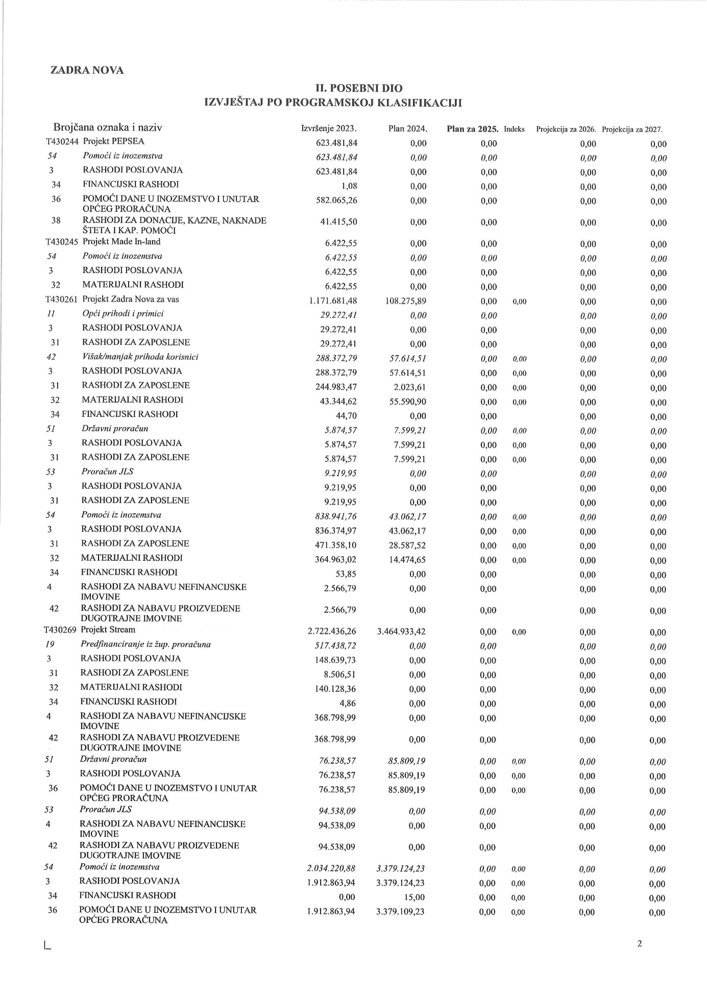 ZADRA NOVA
II. POSEBNI DIO
IZVJEŠTAJ PO PROGRAMSKOJ KLASIFIKACIJI
Brojčana oznaka i naziv Izvršenje 2023. Plan 2024. Plan za 2025. Indeks Projekcija za 2026. Projekcija za 2027.
T430244 Projekt PEPSEA 623.481,84 0,00 0,00 0,00 0,00
54 Pomoći iz inozemstva 623.481,84 0,00 0,00 0,00 0,00
3 RASHODI POSLOVANJA 623.481,84 0,00 0,00 0,00 0,00
34 FINANCIJSKI RASHODI 1,08 0,00 0,00 0,00 0,00
36 POMOĆI DANE U INOZEMSTVO I UNUTAR 582.065,26 0,00 0,00 0,00 0,00
OPĆEG PRORAČUNA
38 RASHODI ZA DONACIJE, KAZNE, NAKNADE 41.415,50 0,00 0,00 0,00 0,00
ŠTETA I KAP. POMOĆI
T430245 Projekt Made In-land 6.422,55 0,00 0,00 0,00 0,00
54 Pomoći iz inozemstva 6.422,55 0,00 0,00 0,00 0,00
3 RASHODI POSLOVANJA 6.422,55 0,00 0,00 0,00 0,00
32 MATERIJALNI RASHODI 6.422,55 0,00 0,00 0,00 0,00
T430261 Projekt Zadra Nova za vas 1.171.681,48 108.275,89 0,00 0,00 0,00 0,00
11 Opći prihodi i primici 29.272,41 0,00 0,00 0,00 0,00
3 RASHODI POSLOVANJA 29.272,41 0,00 0,00 0,00 0,00
31 RASHODI ZA ZAPOSLENE 29.272,41 0,00 0,00 0,00 0,00
42 Višak/manjak prihoda korisnici 288.372,79 57.614,51 0,00 0,00 0,00 0,00
3 RASHODI POSLOVANJA 288.372,79 57.614,51 0,00 0,00 0,00 0,00
31 RASHODI ZA ZAPOSLENE 244.983,47 2.023,61 0,00 0,00 0,00 0,00
32 MATERIJALNI RASHODI 43.344,62 55.590,90 0,00 0,00 0,00 0,00
34 FINANCIJSKI RASHODI 44,70 0,00 0,00 0,00 0,00
51 Državni proračun 5.874,57 7.599,21 0,00 0,00 0,00 0,00
3 RASHODI POSLOVANJA 5.874,57 7.599,21 0,00 0,00 0,00 0,00
31 RASHODI ZA ZAPOSLENE 5.874,57 7.599,21 0,00 0,00 0,00 0,00
53 Proračun JLS 9.219,95 0,00 0,00 0,00 0,00
3 RASHODI POSLOVANJA 9.219,95 0,00 0,00 0,00 0,00
31 RASHODI ZA ZAPOSLENE 9.219,95 0,00 0,00 0,00 0,00
54 Pomoći iz inozemstva 838.941,76 43.062,17 0,00 0,00 0,00 0,00
3 RASHODI POSLOVANJA 836.374,97 43.062,17 0,00 0,00 0,00 0,00
31 RASHODI ZA ZAPOSLENE 471.358,10 28.587,52 0,00 0,00 0,00 0,00
32 MATERIJALNI RASHODI 364.963,02 14.474,65 0,00 0,00 0,00 0,00
34 FINANCIJSKI RASHODI 53,85 0,00 0,00 0,00 0,00
4 RASHODI ZA NABAVU NEFINANCIJSKE 2.566,79 0,00 0,00 0,00 0,00
IMOVINE
42 RASHODI ZA NABAVU PROIZVEDENE 2.566,79 0,00 0,00 0,00 0,00
DUGOTRAJNE IMOVINE
T430269 Projekt Stream 2.722.436,26 3.464.933,42 0,00 0,00 0,00 0,00
19 Predfinanciranje iz žup. proračuna 517.438,72 0,00 0,00 0,00 0,00
3 RASHODI POSLOVANJA 148.639,73 0,00 0,00 0,00 0,00
31 RASHODI ZA ZAPOSLENE 8.506,51 0,00 0,00 0,00 0,00
32 MATERIJALNI RASHODI 140.128,36 0,00 0,00 0,00 0,00
34 FINANCIJSKI RASHODI 4,86 0,00 0,00 0,00 0,00
4 RASHODI ZA NABAVU NEFINANCIJSKE 368.798,99 0,00 0,00 0,00 0,00
IMOVINE
42 RASHODI ZA NABAVU PROIZVEDENE 368.798,99 0,00 0,00 0,00 0,00
DUGOTRAJNE IMOVINE
51 Državni proračun 76.238,57 85.809,19 0,00 0,00 0,00 0,00
3 RASHODI POSLOVANJA 76.238,57 85.809,19 0,00 0,00 0,00 0,00
36 POMOĆI DANE U INOZEMSTVO I UNUTAR 76.238,57 85.809,19 0,00 0,00 0,00 0,00
OPĆEG PRORAČUNA
53 Proračun JLS 94.538,09 0,00 0,00 0,00 0,00
4 RASHODI ZA NABAVU NEFINANCIJSKE 94.538,09 0,00 0,00 0,00 0,00
IMOVINE
42 RASHODI ZA NABAVU PROIZVEDENE 94.538,09 0,00 0,00 0,00 0,00
DUGOTRAJNE IMOVINE
54 Pomoći iz inozemstva 2.034.220,88 3.379.124,23 0,00 0,00 0,00 0,00
3 RASHODI POSLOVANJA 1.912.863,94 3.379.124,23 0,00 0,00 0,00 0,00
34 FINANCIJSKI RASHODI 0,00 15,00 0,00 0,00 0,00 0,00
36 POMOĆI DANE U INOZEMSTVO I UNUTAR 1.912.863,94 3.379.109,23 0,00 0,00 0,00 0,00
OPĆEG PRORAČUNA
2